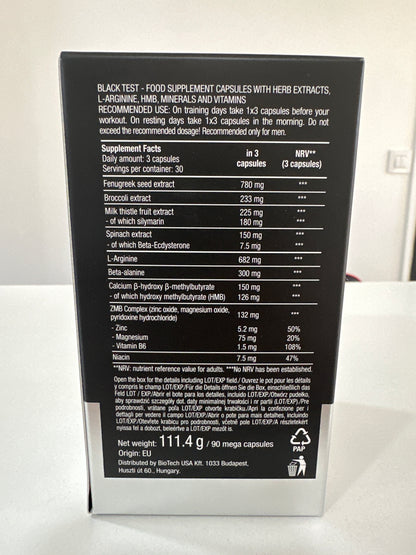 BLACK TEST - FOOD SUPPLEMENT CAPSULES WITH HERB EXTRACTS,
L-ARGININE, HMB, MINERALS AND VITAMINS
RECOMMENDED USE: On training days take 1x3 capsules before your
workout. On resting days take 1x3 capsules in the morning. Do not
exceed the recommended dosage! Recommended only for men.
Supplement Facts
Daily amount: 3 capsules
Servings per container: 30
in 3
capsules
NRV**
(3 capsules)
Fenugreek seed extract 780 mg ***
Broccoli extract 233 mg ***
Milk thistle fruit extract 225 mg ***
- of which silymarin 180 mg ***
Spinach extract 150 mg ***
- of which Beta-Ecdysterone 7.5 mg ***
L-Arginine 682 mg ***
Beta-alanine 300 mg ***
Calcium β-hydroxy β-methylbutyrate 150 mg ***
- of which hydroxy methylbutyrate (HMB) 126 mg ***
ZMB Complex (zinc oxide, magnesium oxide,
pyridoxine hydrochloride) 132 mg ***
- Zinc 5.2 mg 50%
- Magnesium 75 mg 20%
- Vitamin B6 1.5 mg 108%
Niacin 7.5 mg 47%
**NRV: nutrient reference value for adults. ***No NRV has been established.
Open the box for the details including LOT/EXP field./ Ouvrez le pot pour les détails
y compris le champ LOT/EXP./Für die Details öffnen Sie die Box, einschließlich das
Feld LOT / EXP./Abrir el bote para los detalles, incluido LOT/EXP./Otwórz pudełko,
aby sprawdzić szczegóły dot. daty minimalnej trwałości i nr partii (LOT/EXP)./Pre
podrobnosti, vrátane poľa LOT/EXP otvorte krabičku./Apri la confezione per i
dettagli per vedere il campo LOT/EXP./Abrir o pote para mais detalhes, incluindo
LOT/EXP./Otevřete krabici pro podrobnosti, včetně pole LOT/EXP./A részletekért
nyissa fel a dobozt, beleértve a LOT/EXP mezőt is.
Net weight: 111.4 g / 90 mega capsules
Origin: EU
Distributed by BioTech USA Kft. 1033 Budapest,
Huszti út 60., Hungary.
PAP